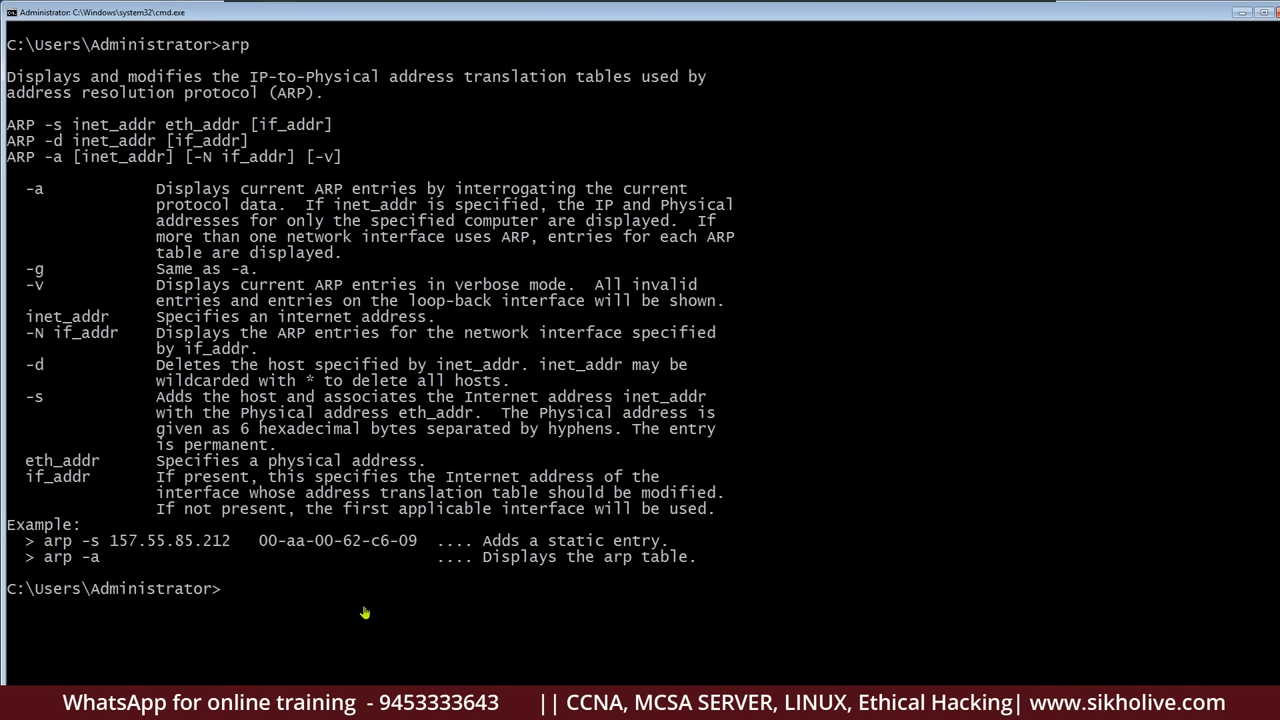 Administrator: C:\Windows\system32\cmd.exe
C:\Users\Administrator>arp
Displays and modifies the IP-to-Physical address translation tables used by
address resolution protocol (ARP).
ARP -s inet_addr eth_addr [if_addr]
ARP -d inet_addr [if_addr]
ARP -a [inet_addr] [-N if_addr] [-v]
-a Displays current ARP entries by interrogating the current
protocol data. If inet_addr is specified, the IP and Physical
addresses for only the specified computer are displayed. If
more than one network interface uses ARP, entries for each ARP
table are displayed.
-g Same as -a.
-v Displays current ARP entries in verbose mode. All invalid
entries and entries on the loop-back interface will be shown.
inet_addr Specifies an internet address.
-N if_addr Displays the ARP entries for the network interface specified
by if_addr.
-d Deletes the host specified by inet_addr. inet_addr may be
wildcarded with * to delete all hosts.
-s Adds the host and associates the Internet address inet_addr
with the Physical address eth_addr. The Physical address is
given as 6 hexadecimal bytes separated by hyphens. The entry
is permanent.
eth_addr Specifies a physical address.
if_addr If present, this specifies the Internet address of the
interface whose address translation table should be modified.
If not present, the first applicable interface will be used.
Example:
> arp -s 157.55.85.212 00-aa-00-62-c6-09 .... Adds a static entry.
> arp -a .... Displays the arp table.
C:\Users\Administrator>
WhatsApp for online training - 9453333643 || CCNA, MCSA SERVER, LINUX, Ethical Hacking| www.sikholive.com